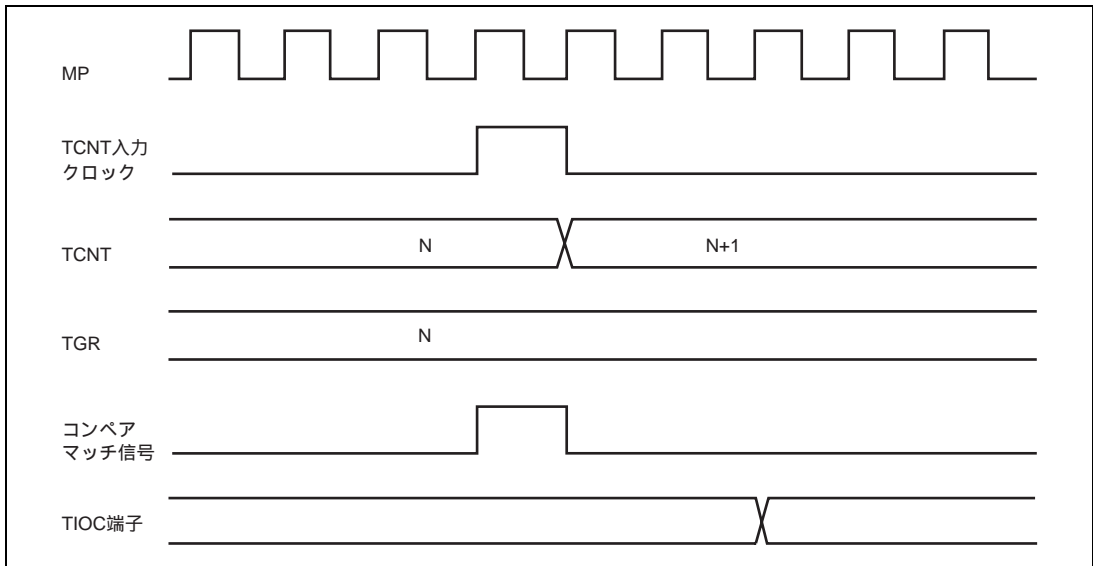 MP
TCNT入力
クロック
TCNT
N
N+1
TGR
N
コンペア
マッチ信号
TIOC端子